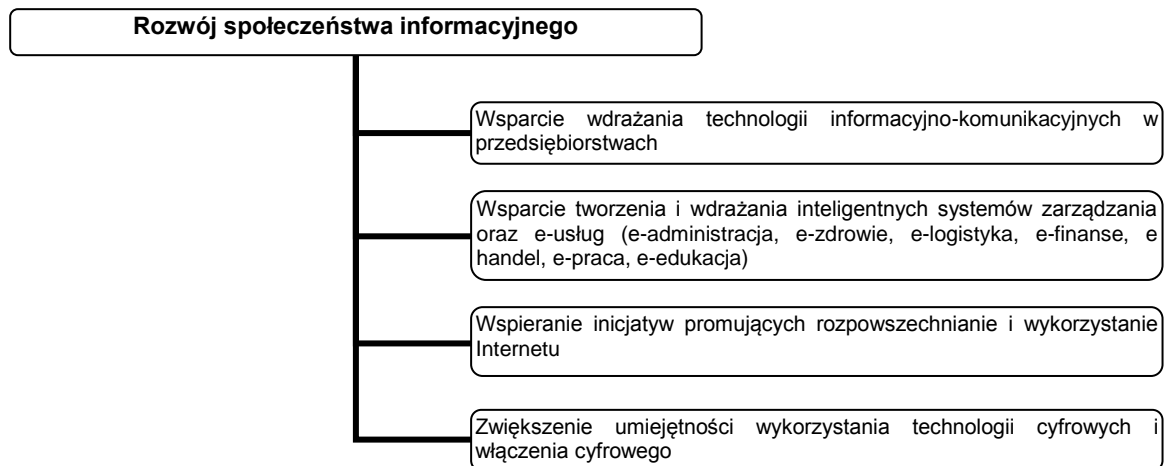 Rozwój społeczeństwa informacyjnego
Wsparcie wdrażania technologii informacyjno-komunikacyjnych w
przedsiębiorstwach
Wsparcie tworzenia i wdrażania inteligentnych systemów zarządzania
oraz e-usług (e-administracja, e-zdrowie, e-logistyka, e-finanse, e
handel, e-praca, e-edukacja)
Wspieranie inicjatyw promujących rozpowszechnianie i wykorzystanie
Internetu
Zwiększenie umiejętności wykorzystania technologii cyfrowych i
włączenia cyfrowego